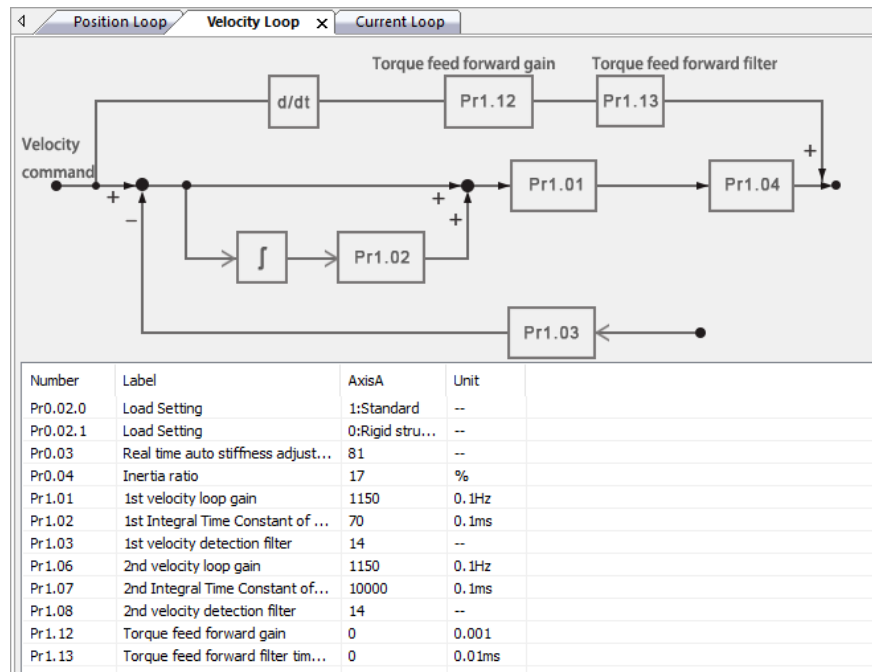 Position Loop Velocity Loop x Current Loop
Torque feed forward gain Torque feed forward filter
d/dt Pr1.12 Pr1.13
Velocity
command
+
+ + Pr1.01 Pr1.04
− +
∫ Pr1.02
Pr1.03
Number Label AxisA Unit
Pr0.02.0 Load Setting 1:Standard --
Pr0.02.1 Load Setting 0:Rigid stru... --
Pr0.03 Real time auto stiffness adjust... 81 --
Pr0.04 Inertia ratio 17 %
Pr1.01 1st velocity loop gain 1150 0.1Hz
Pr1.02 1st Integral Time Constant of ... 70 0.1ms
Pr1.03 1st velocity detection filter 14 --
Pr1.06 2nd velocity loop gain 1150 0.1Hz
Pr1.07 2nd Integral Time Constant of... 10000 0.1ms
Pr1.08 2nd velocity detection filter 14 --
Pr1.12 Torque feed forward gain 0 0.001
Pr1.13 Torque feed forward filter tim... 0 0.01ms